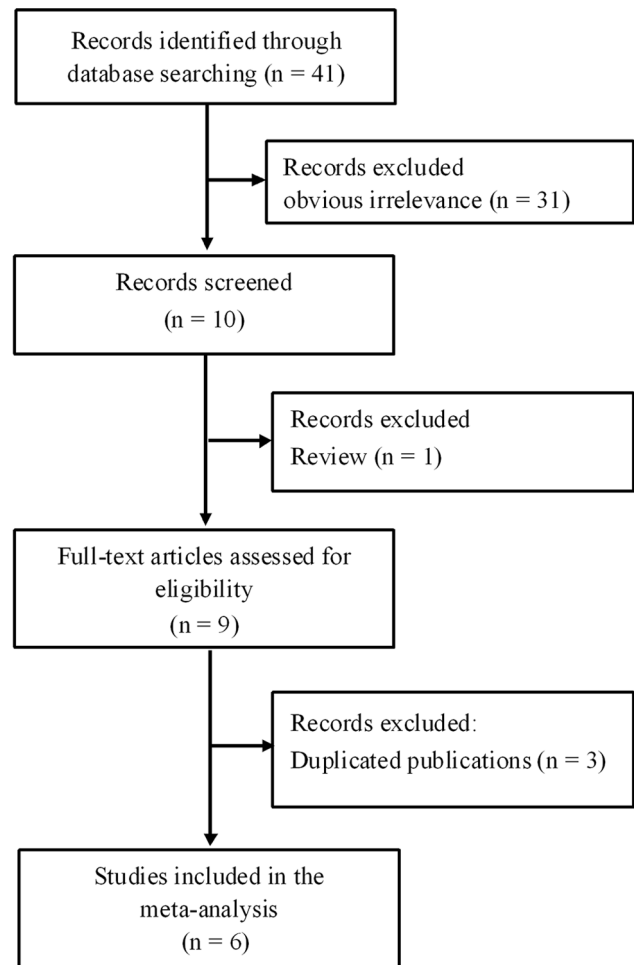 Records identified through
database searching (n = 41)
Records excluded
obvious irrelevance (n = 31)
Records screened
(n = 10)
Records excluded
Review (n = 1)
Full-text articles assessed for
eligibility
(n = 9)
Records excluded:
Duplicated publications (n = 3)
Studies included in the
meta-analysis
(n = 6)